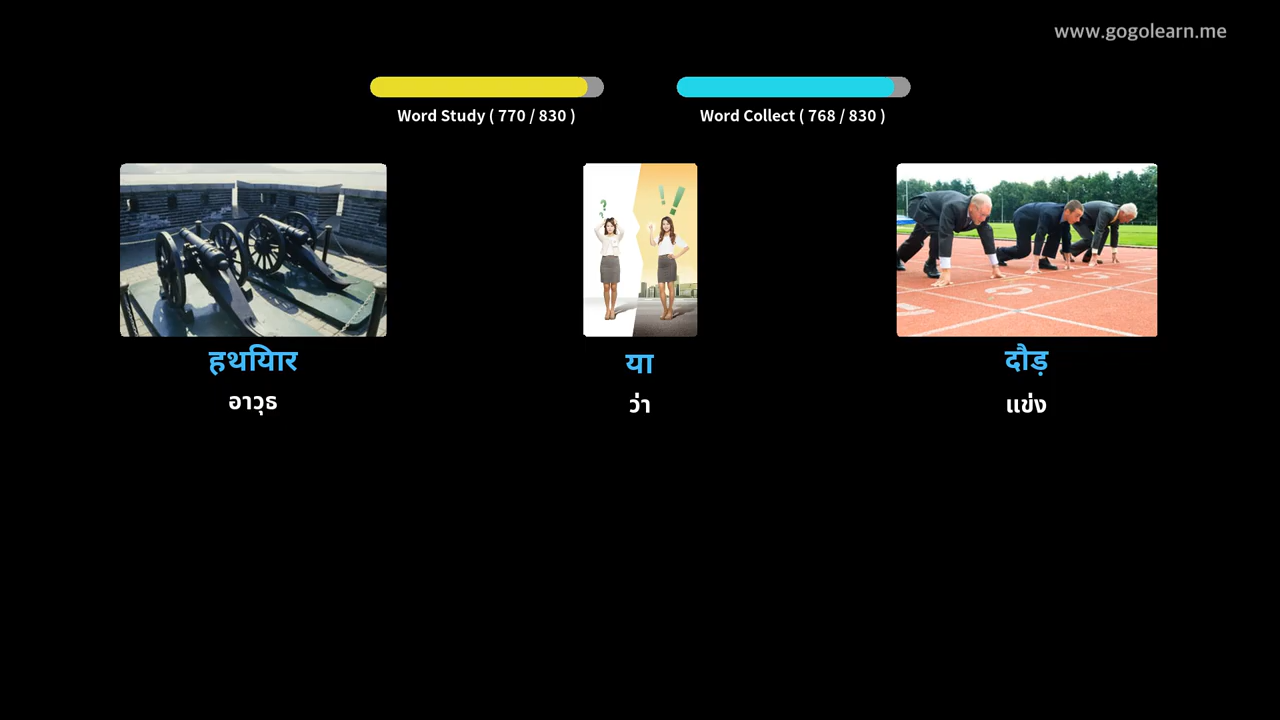 www.gogolearn.me
Word Study ( 770 / 830 )
Word Collect ( 768 / 830 )
हथियार
या
दौड़
อาวุธ
ว่า
แข่ง